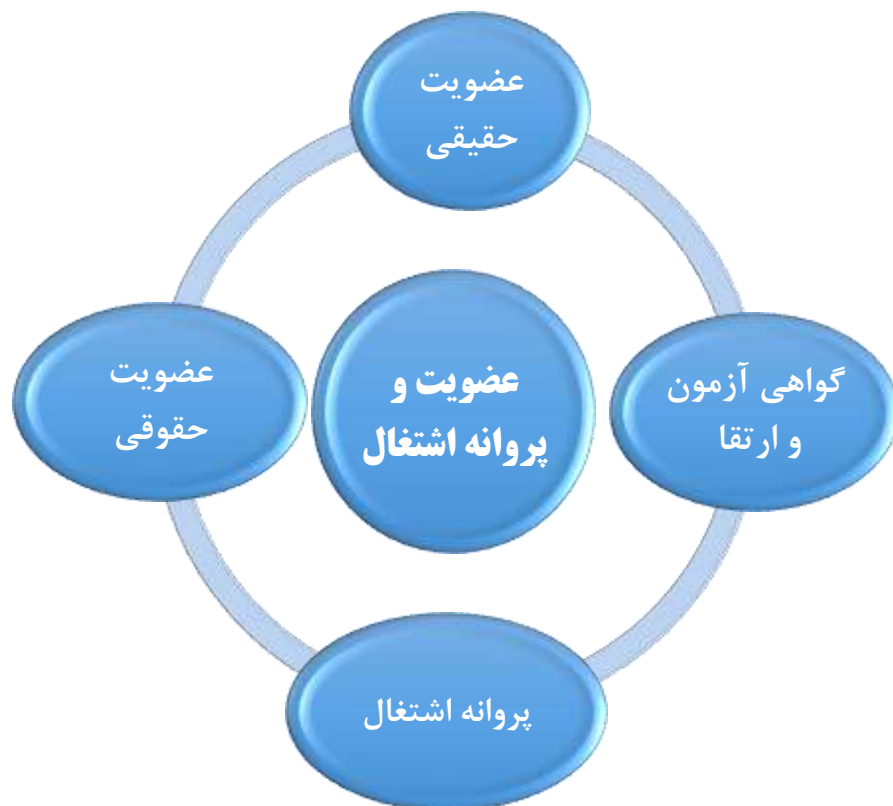 عضویت
حقیقی
گواهی آزمون
و ارتقا
عضویت و
پروانه اشتغال
عضویت
حقوقی
پروانه اشتغال